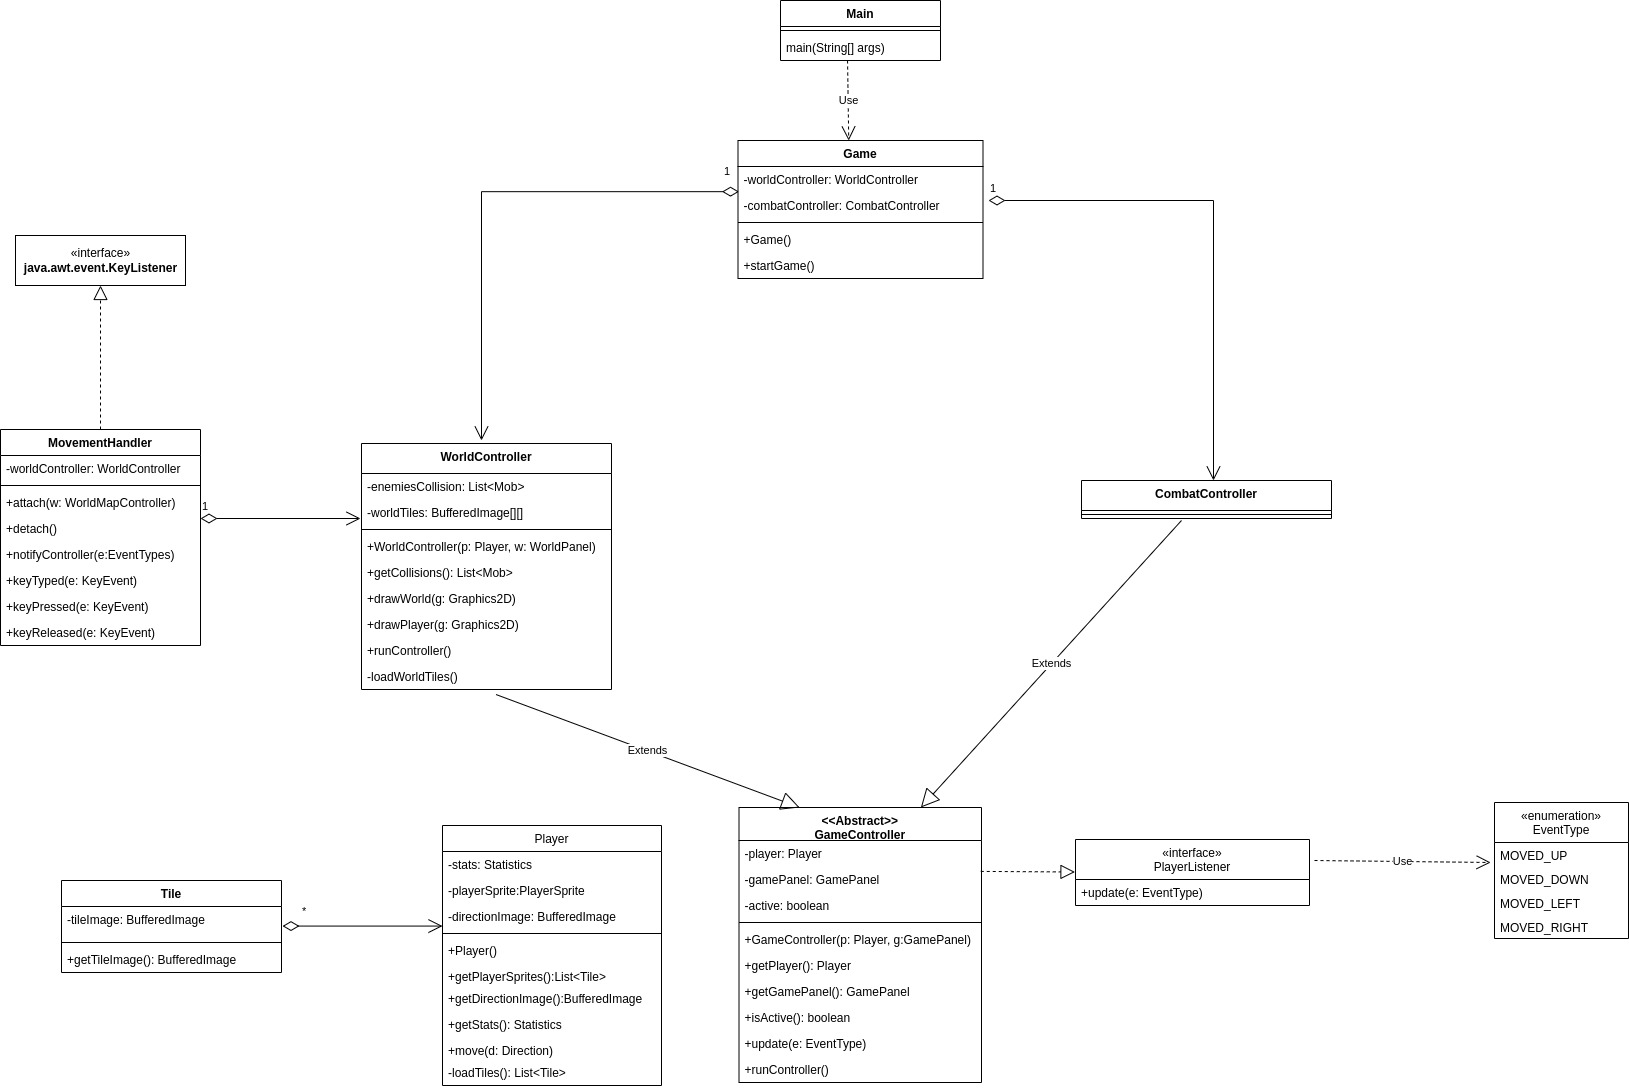 Main
main(String[] args)
Use
Game
-worldController: WorldController
-combatController: CombatController
+Game()
+startGame()
1
1
«interface»
java.awt.event.KeyListener
MovementHandler
-worldController: WorldController
+attach(w: WorldMapController)
+detach()
+notifyController(e:EventTypes)
+keyTyped(e: KeyEvent)
+keyPressed(e: KeyEvent)
+keyReleased(e: KeyEvent)
1
WorldController
-enemiesCollision: List<Mob>
-worldTiles: BufferedImage[][]
+WorldController(p: Player, w: WorldPanel)
+getCollisions(): List<Mob>
+drawWorld(g: Graphics2D)
+drawPlayer(g: Graphics2D)
+runController()
-loadWorldTiles()
CombatController
Extends
Extends
Tile
-tileImage: BufferedImage
+getTileImage(): BufferedImage
*
Player
-stats: Statistics
-playerSprite:PlayerSprite
-directionImage: BufferedImage
+Player()
+getPlayerSprites():List<Tile>
+getDirectionImage():BufferedImage
+getStats(): Statistics
+move(d: Direction)
-loadTiles(): List<Tile>
<<Abstract>>
GameController
-player: Player
-gamePanel: GamePanel
-active: boolean
+GameController(p: Player, g:GamePanel)
+getPlayer(): Player
+getGamePanel(): GamePanel
+isActive(): boolean
+update(e: EventType)
+runController()
«interface»
PlayerListener
+update(e: EventType)
Use
«enumeration»
EventType
MOVED_UP
MOVED_DOWN
MOVED_LEFT
MOVED_RIGHT